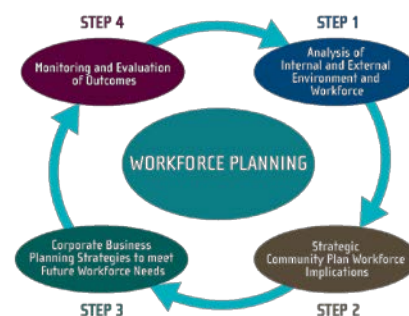 STEP 4
STEP 1
Monitoring and Evaluation
of Outcomes
Analysis of
Internal and External
Environment and
Workforce
WORKFORCE PLANNING
Corporate Business
Planning Strategies to meet
Future Workforce Needs
Strategic
Community Plan Workforce
Implications
STEP 3
STEP 2